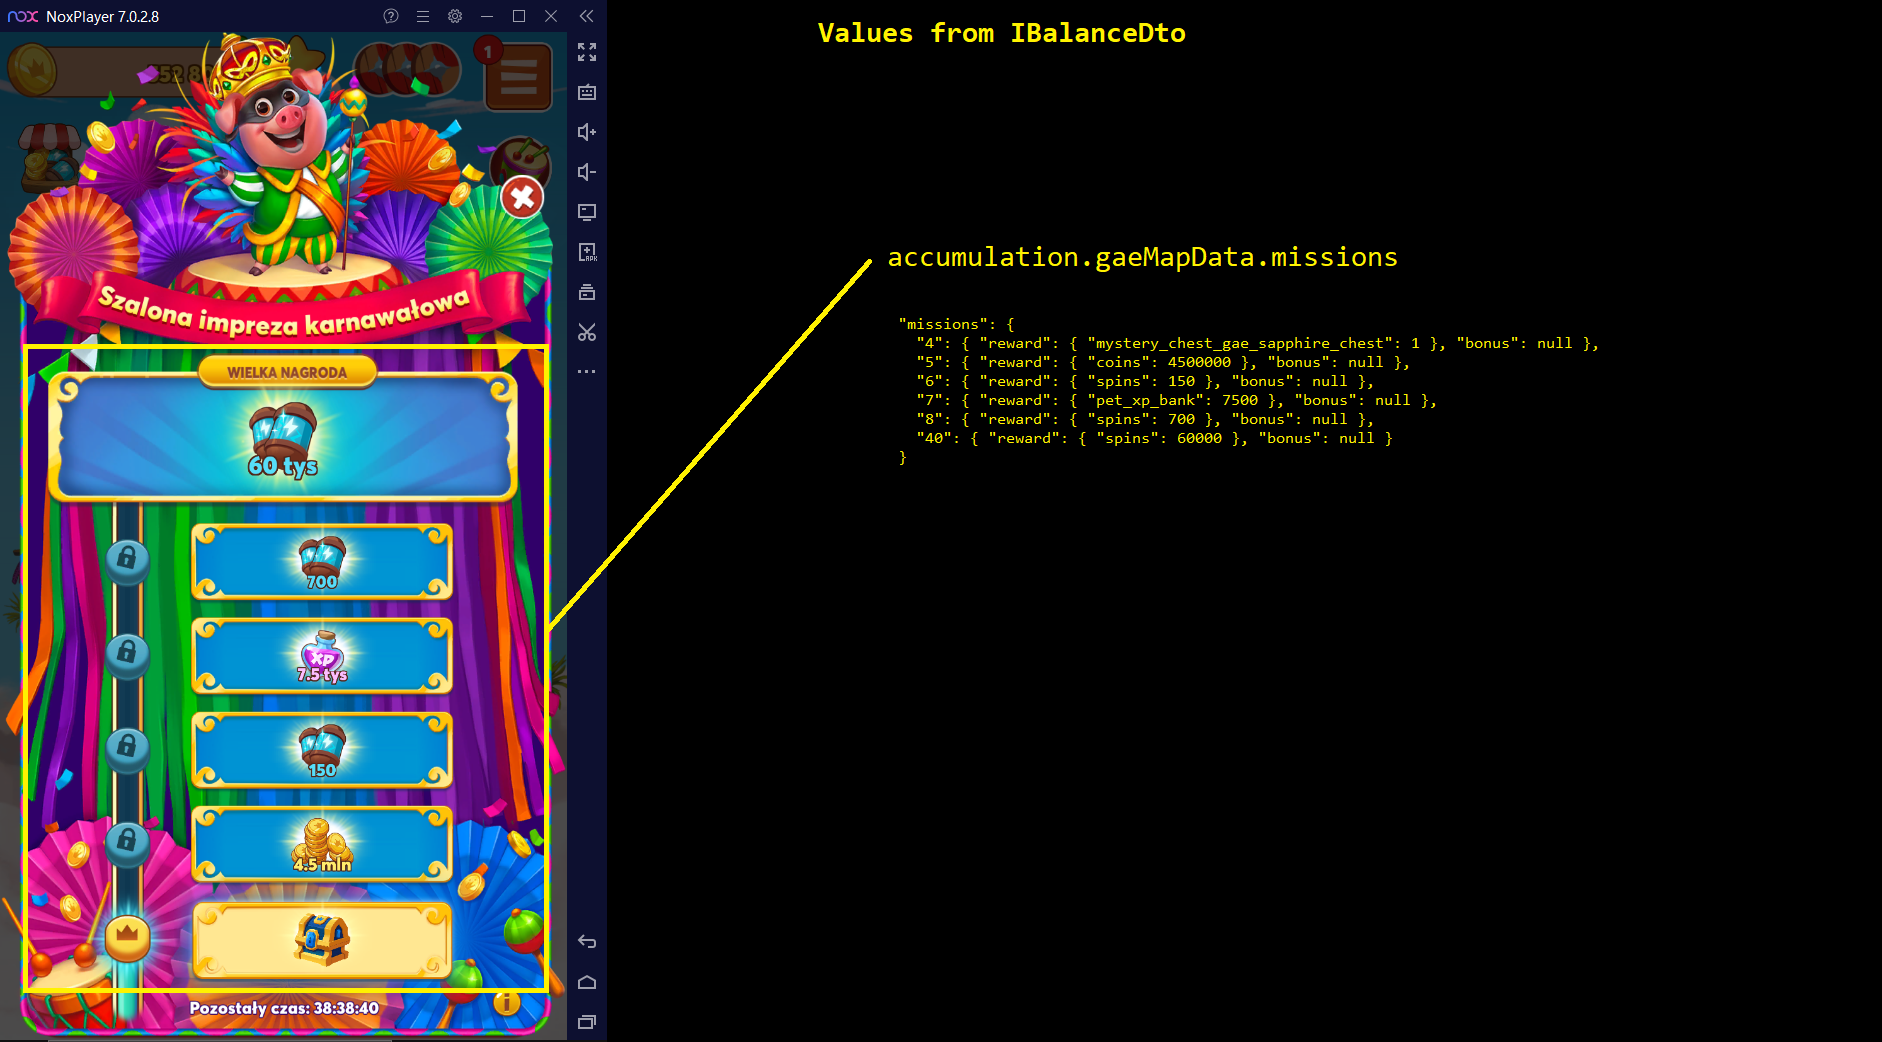 nox NoxPlayer 7.0.2.8
1
Szalona impreza karnawałowa
WIELKA NAGRODA
60 tys
700
XP
7.5 tys
150
4.5 mln
Pozostały czas: 38:38:40
i
APK
Values from IBalanceDto
accumulation.gaeMapData.missions
"missions": {
"4": { "reward": { "mystery_chest_gae_sapphire_chest": 1 }, "bonus": null },
"5": { "reward": { "coins": 4500000 }, "bonus": null },
"6": { "reward": { "spins": 150 }, "bonus": null },
"7": { "reward": { "pet_xp_bank": 7500 }, "bonus": null },
"8": { "reward": { "spins": 700 }, "bonus": null },
"40": { "reward": { "spins": 60000 }, "bonus": null }
}